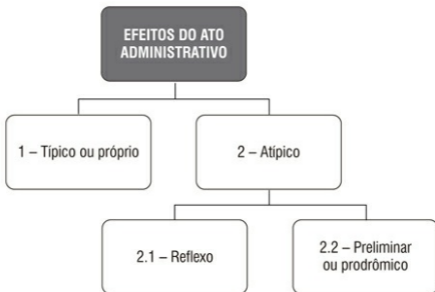 EFEITOS DO ATO
ADMINISTRATIVO
1 – Típico ou próprio
2 – Atípico
2.1 – Reflexo
2.2 – Preliminar
ou prodrômico